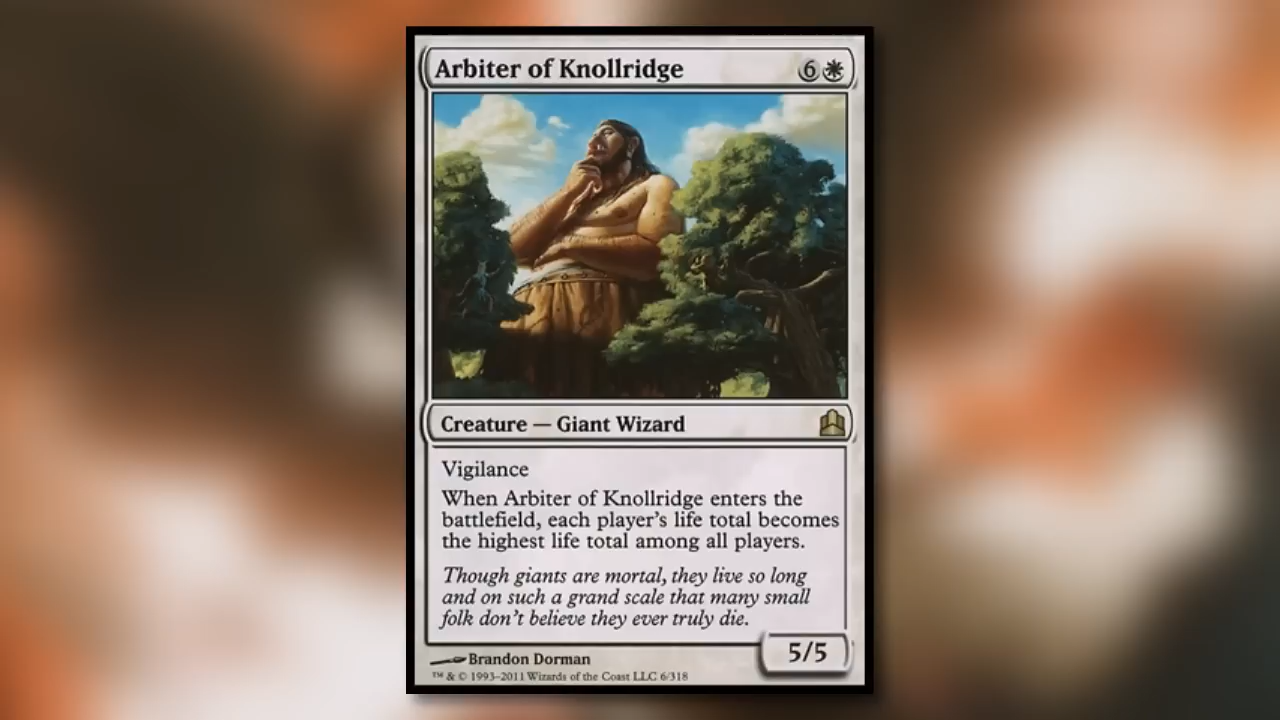 Arbiter of Knollridge 6
Creature — Giant Wizard
Vigilance
When Arbiter of Knollridge enters the
battlefield, each player's life total becomes
the highest life total among all players.
Though giants are mortal, they live so long
and on such a grand scale that many small
folk don't believe they ever truly die.
5/5
Brandon Dorman
™ & © 1993–2011 Wizards of the Coast LLC 6/318